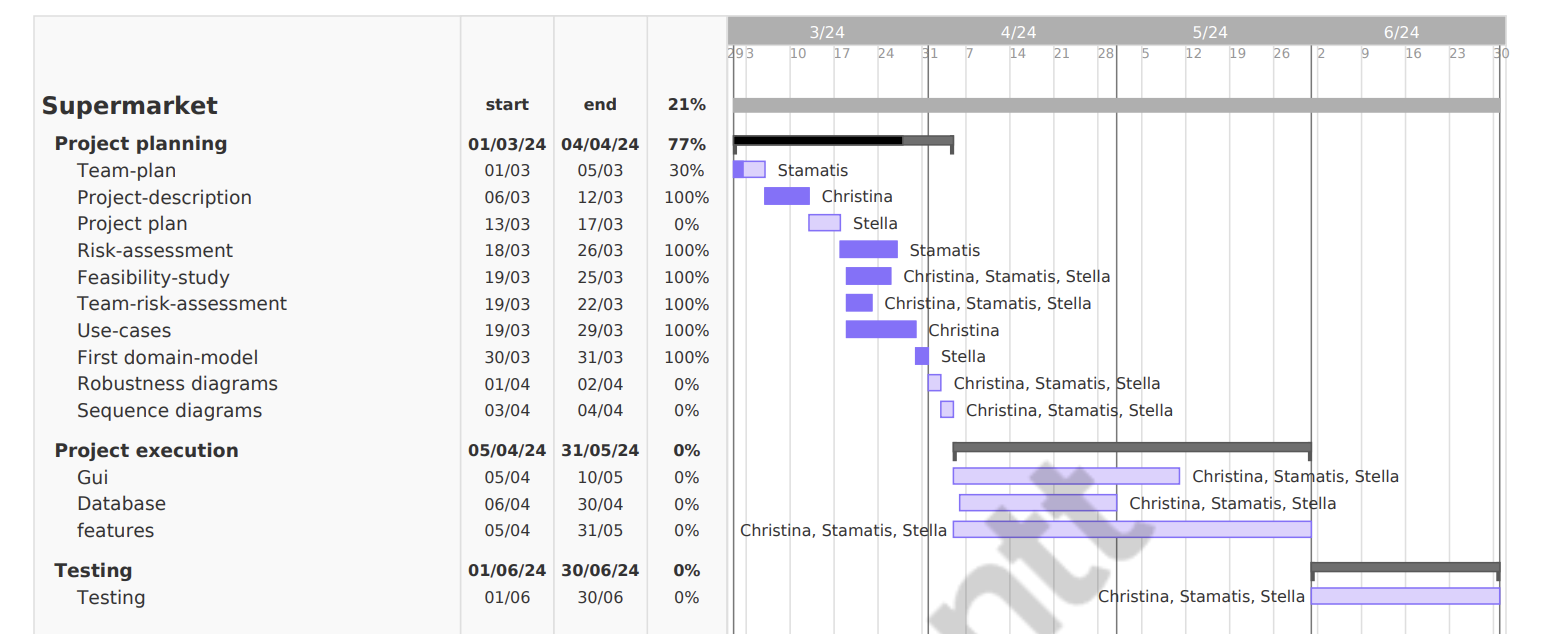 3/24 4/24 5/24 6/24
29 3 10 17 24 31 7 14 21 28 5 12 19 26 2 9 16 23 30
Supermarket start end 21%
Project planning 01/03/24 04/04/24 77%
Team-plan 01/03 05/03 30% Stamatis
Project-description 06/03 12/03 100% Christina
Project plan 13/03 17/03 0% Stella
Risk-assessment 18/03 26/03 100% Stamatis
Feasibility-study 19/03 25/03 100% Christina, Stamatis, Stella
Team-risk-assessment 19/03 22/03 100% Christina, Stamatis, Stella
Use-cases 19/03 29/03 100% Christina
First domain-model 30/03 31/03 100% Stella
Robustness diagrams 01/04 02/04 0% Christina, Stamatis, Stella
Sequence diagrams 03/04 04/04 0% Christina, Stamatis, Stella
Project execution 05/04/24 31/05/24 0%
Gui 05/04 10/05 0% Christina, Stamatis, Stella
Database 06/04 30/04 0% Christina, Stamatis, Stella
features 05/04 31/05 0% Christina, Stamatis, Stella
Testing 01/06/24 30/06/24 0%
Testing 01/06 30/06 0% Christina, Stamatis, Stella